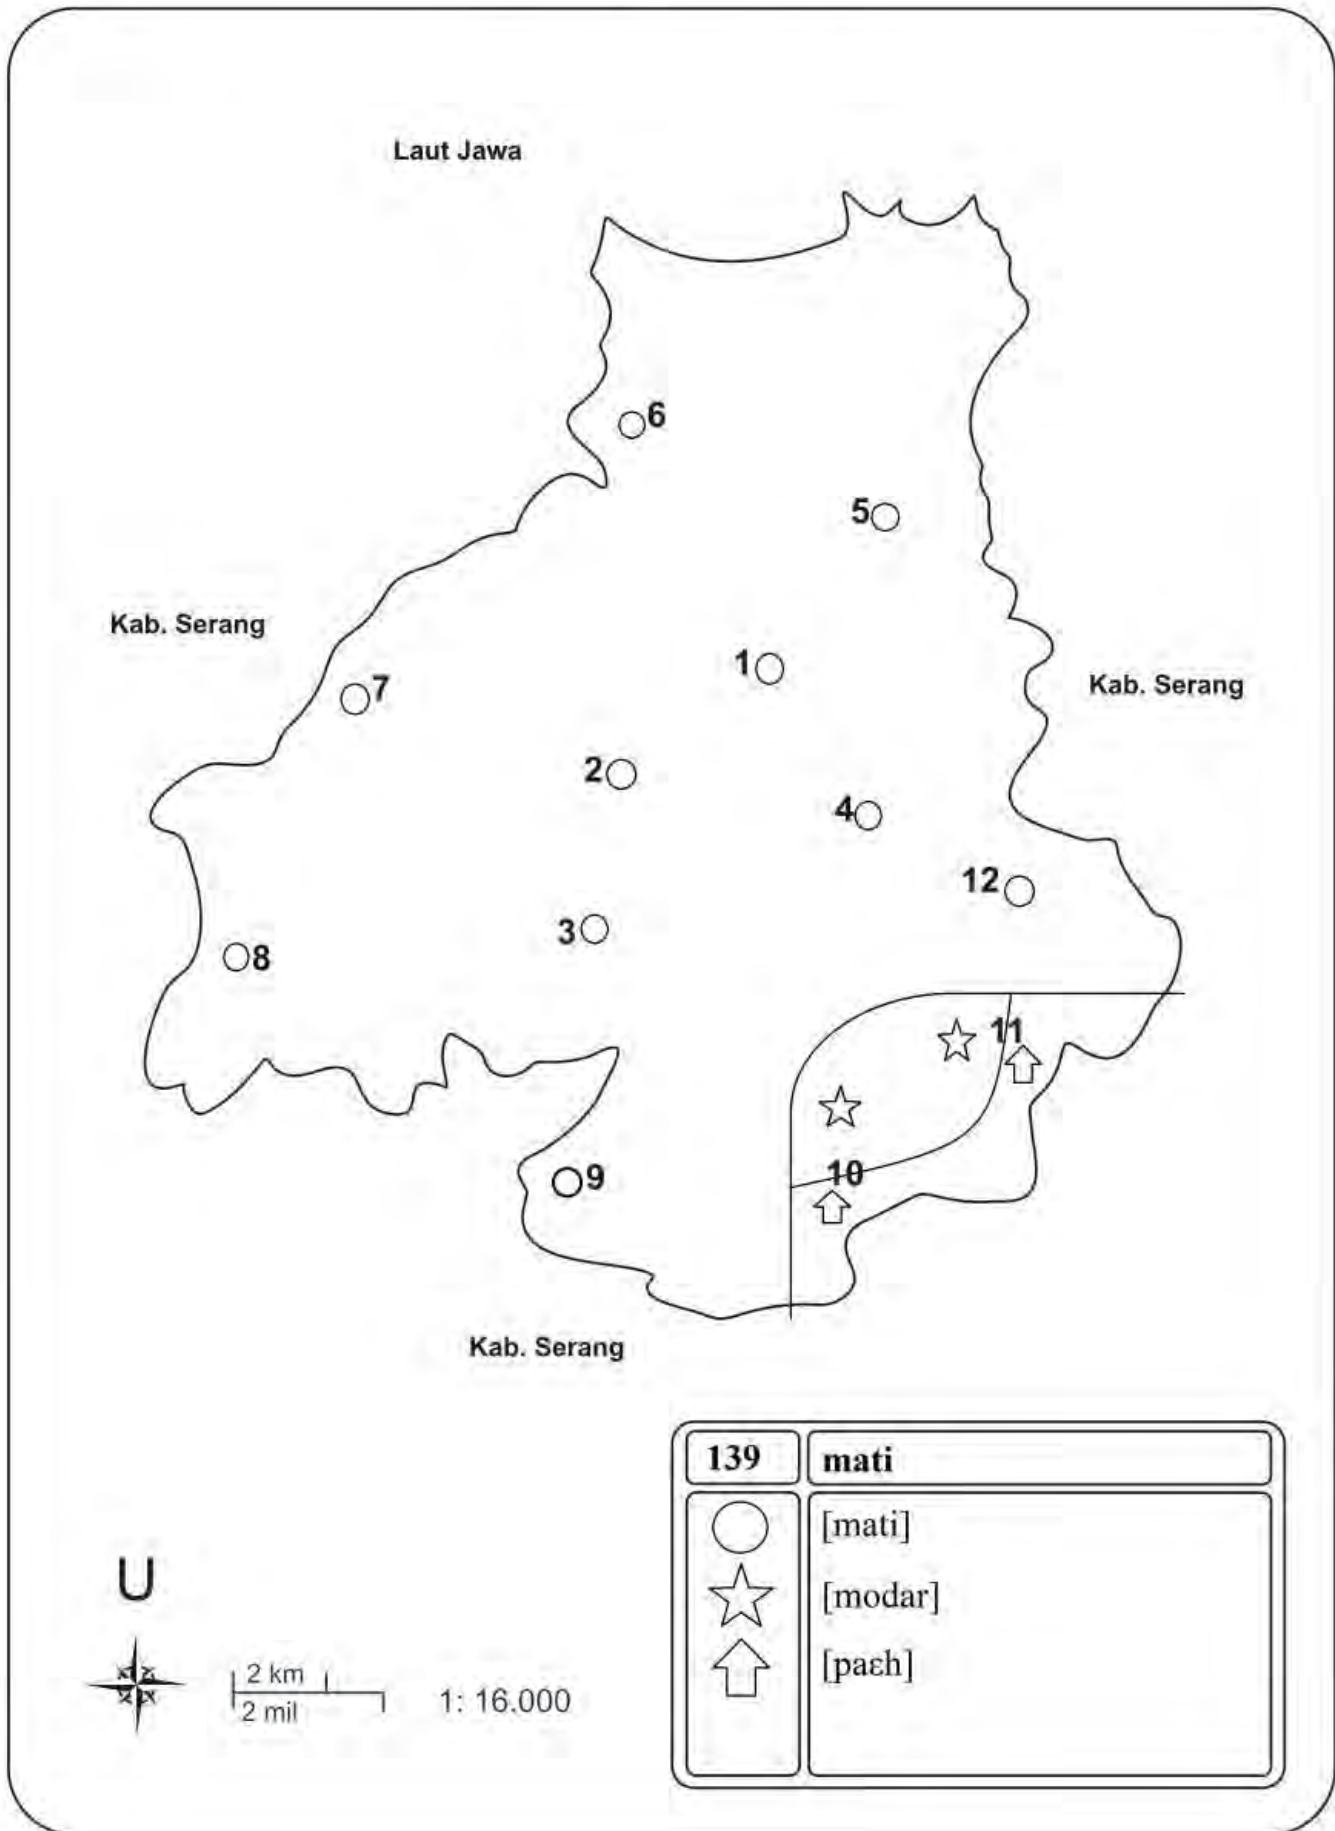 Laut Jawa
6
5
Kab. Serang
1
7
Kab. Serang
2
4
12
3
8
11
10
9
Kab. Serang
139 mati
[mati]
[modar]
[paɛh]
U
2 km
2 mil
1: 16.000